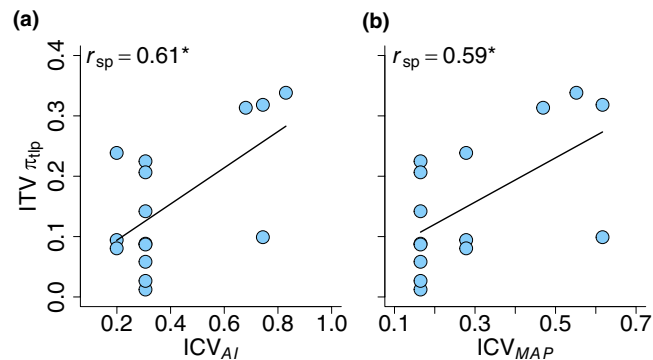 (a)
(b)
r_sp = 0.61*
r_sp = 0.59*
ITV π_tlp
0.4
0.3
0.2
0.1
0.0
0.2 0.4 0.6 0.8 1.0
0.1 0.3 0.5 0.7
ICV_AI
ICV_MAP